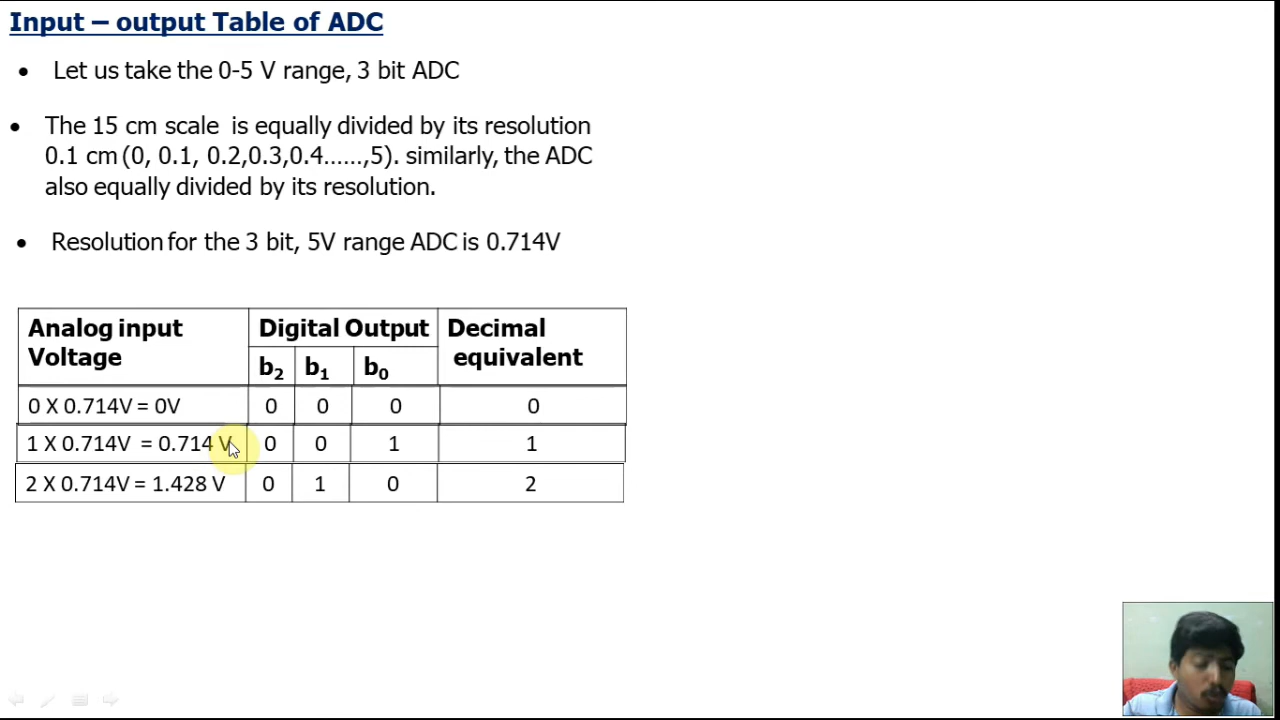 Input – output Table of ADC
• Let us take the 0-5 V range, 3 bit ADC
• The 15 cm scale is equally divided by its resolution
0.1 cm (0, 0.1, 0.2,0.3,0.4......,5). similarly, the ADC
also equally divided by its resolution.
• Resolution for the 3 bit, 5V range ADC is 0.714V
Analog input Voltage Digital Output Decimal equivalent
b2 b1 b0
0 X 0.714V = 0V 0 0 0 0
1 X 0.714V = 0.714 V 0 0 1 1
2 X 0.714V = 1.428 V 0 1 0 2